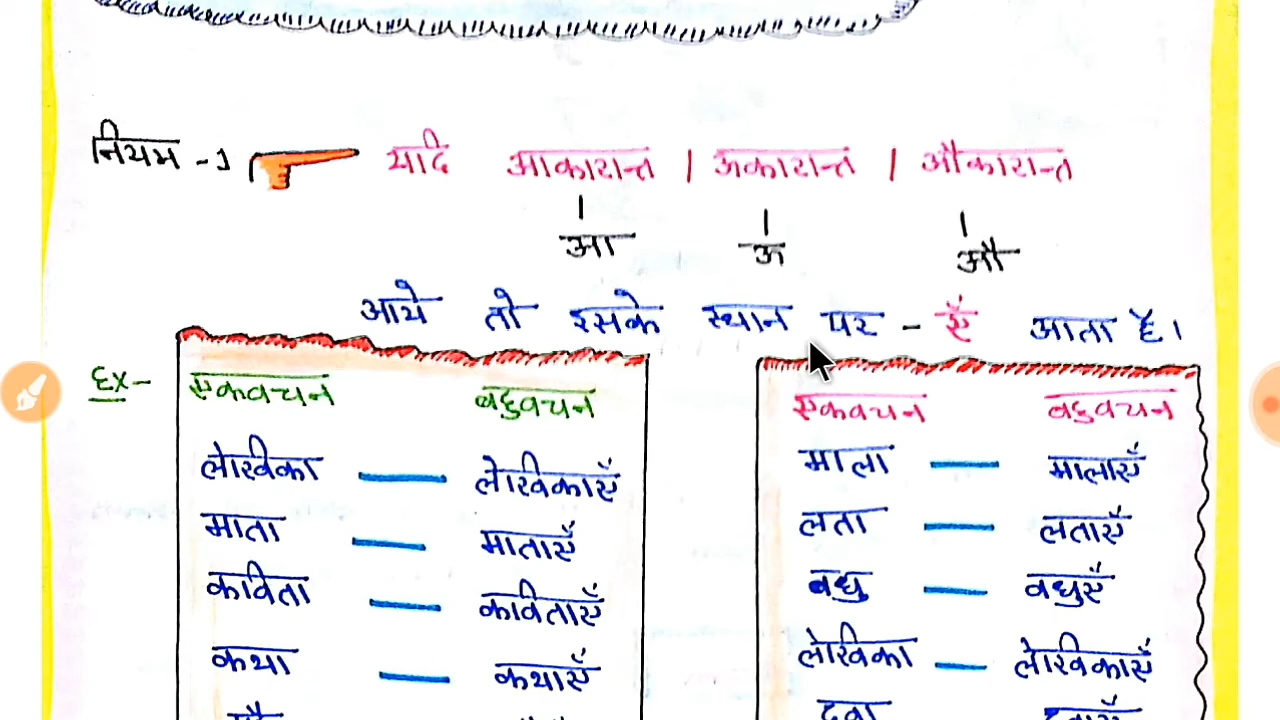 नियम - 1 यदि आकारान्त / ऊकारान्त / औकारान्त
आ ऊ औ
आये तो इसके स्थान पर - एँ आता है।
Ex-
एकवचन बहुवचन
लेखिका — लेखिकाएँ
माता — माताएँ
कविता — कविताएँ
कथा — कथाएँ
एकवचन बहुवचन
माला — मालाएँ
लता — लताएँ
बधु — वधुएँ
लेखिका — लेखिकाएँ